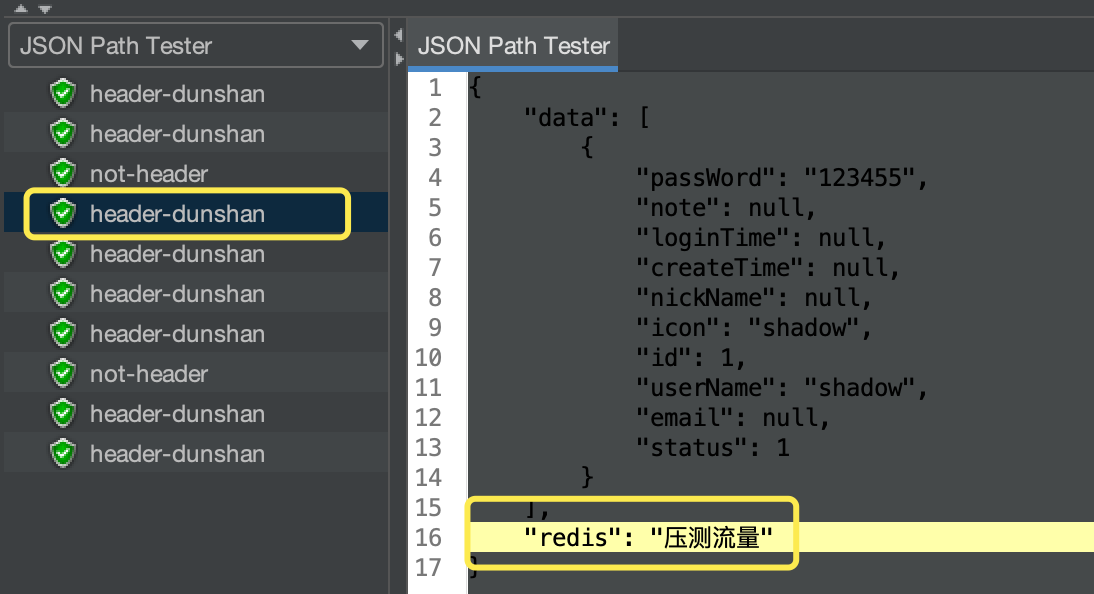 JSON Path Tester
header-dunshan
header-dunshan
not-header
header-dunshan
header-dunshan
header-dunshan
header-dunshan
not-header
header-dunshan
header-dunshan
JSON Path Tester
1 {
2 "data": [
3 {
4 "passWord": "123455",
5 "note": null,
6 "loginTime": null,
7 "createTime": null,
8 "nickName": null,
9 "icon": "shadow",
10 "id": 1,
11 "userName": "shadow",
12 "email": null,
13 "status": 1
14 }
15 ],
16 "redis": "压测流量"
17 }